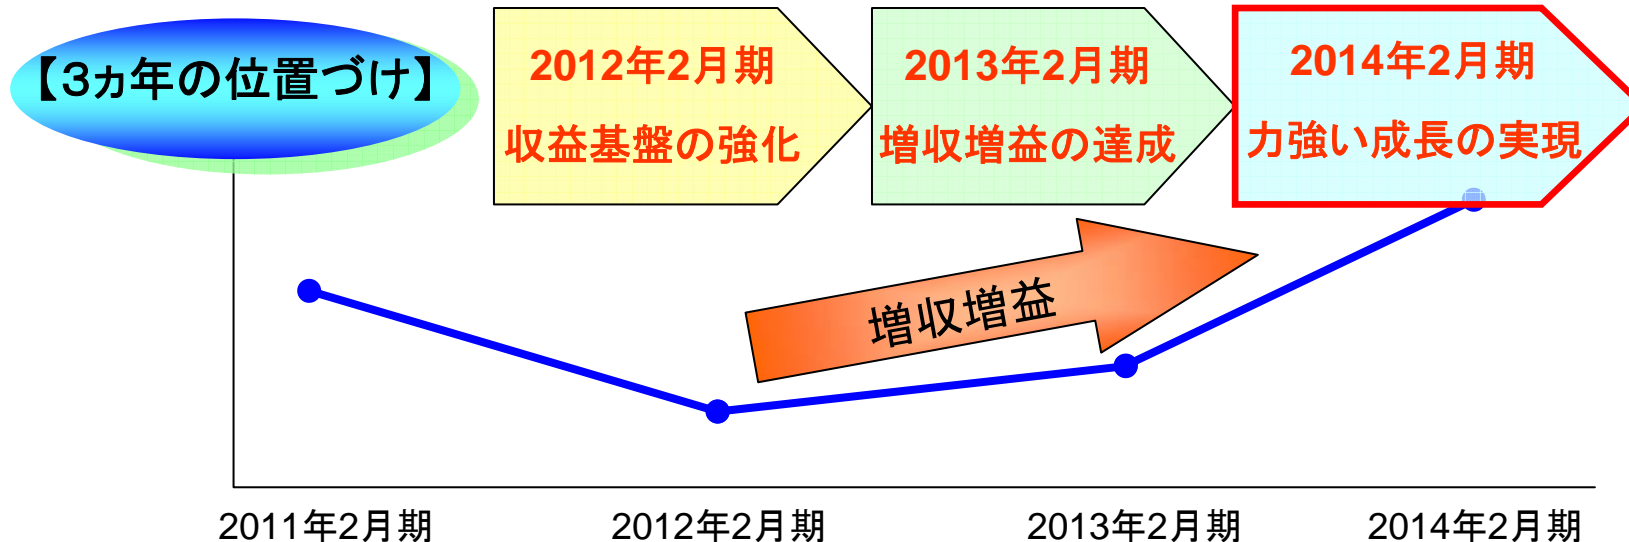 【3ヵ年の位置づけ】
2012年2月期
収益基盤の強化
2013年2月期
増収増益の達成
2014年2月期
力強い成長の実現
増収増益
2011年2月期
2012年2月期
2013年2月期
2014年2月期